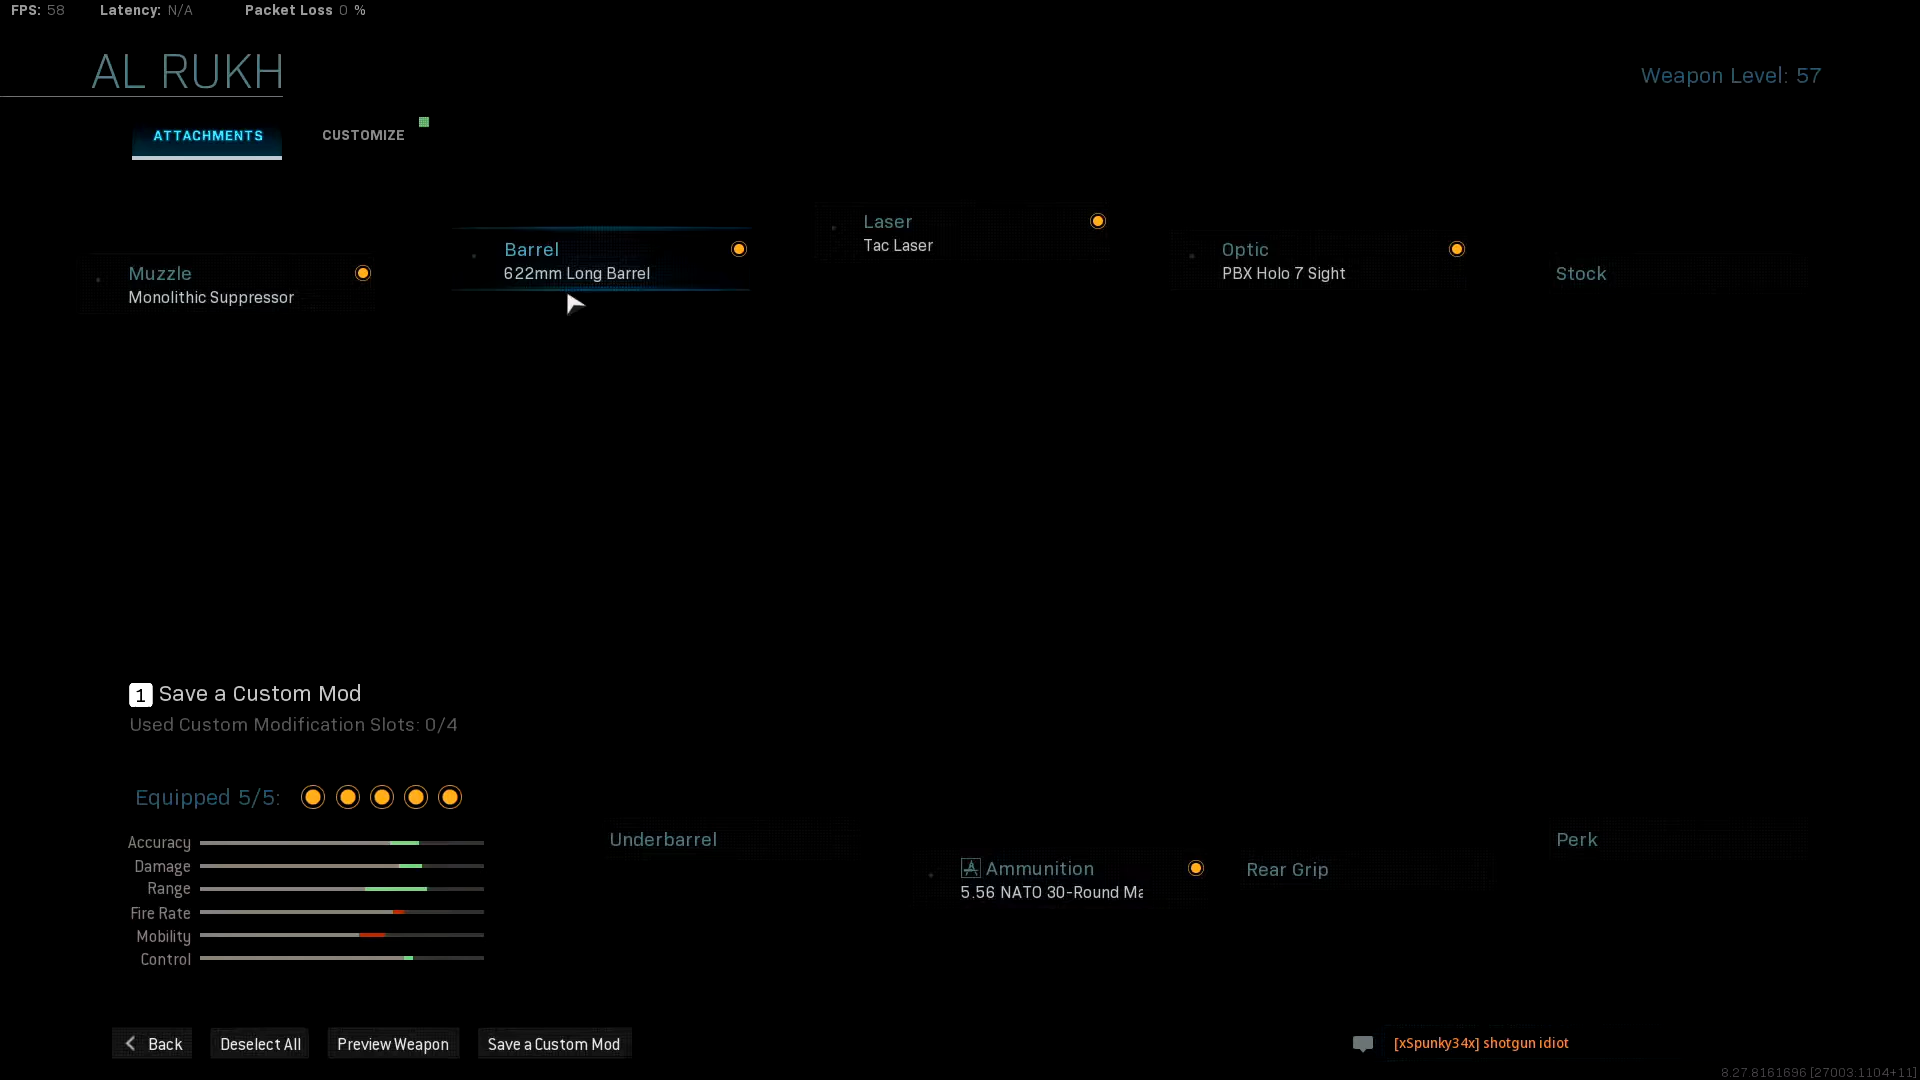 FPS: 58 Latency: N/A Packet Loss 0 %
AL RUKH
Weapon Level: 57
ATTACHMENTS
CUSTOMIZE
Muzzle
Monolithic Suppressor
Barrel
622mm Long Barrel
Laser
Tac Laser
Optic
PBX Holo 7 Sight
Stock
1 Save a Custom Mod
Used Custom Modification Slots: 0/4
Equipped 5/5:
Accuracy
Damage
Range
Fire Rate
Mobility
Control
Underbarrel
Ammunition
5.56 NATO 30-Round Ma
Rear Grip
Perk
Back
Deselect All
Preview Weapon
Save a Custom Mod
[xSpunky34x] shotgun idiot
8.27.8161696 [27003:1104+11]